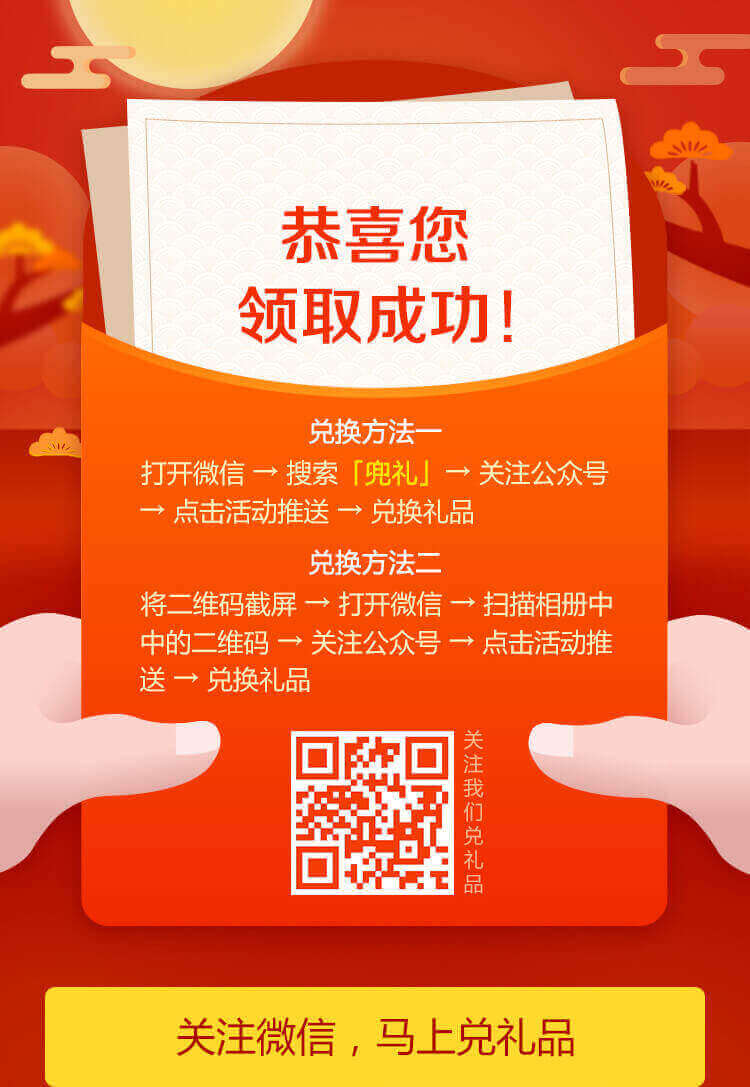 恭喜您
领取成功！
兑换方法一
打开微信 → 搜索「兜礼」 → 关注公众号
→ 点击活动推送 → 兑换礼品
兑换方法二
将二维码截屏 → 打开微信 → 扫描相册中
中的二维码 → 关注公众号 → 点击活动推
送 → 兑换礼品
关注我们兑礼品
关注微信，马上兑礼品